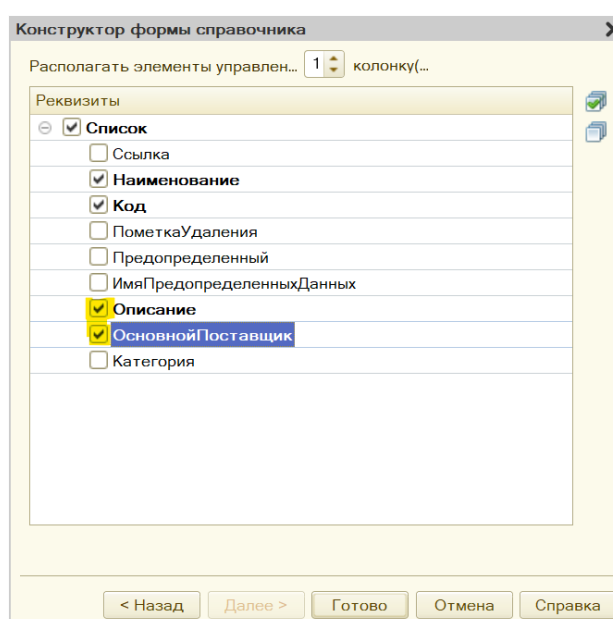 Конструктор формы справочника
Располагать элементы управлен... 1 колонку(...
Реквизиты
Список
Ссылка
Наименование
Код
ПометкаУдаления
Предопределенный
ИмяПредопределенныхДанных
Описание
ОсновнойПоставщик
Категория
< Назад Далее > Готово Отмена Справка